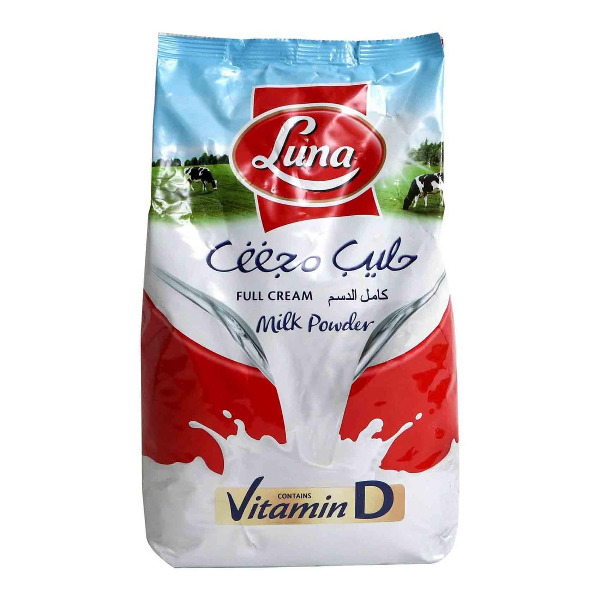 Luna
حليب مجفف
FULL CREAM كامل الدسم
Milk Powder
CONTAINS
Vitamin D